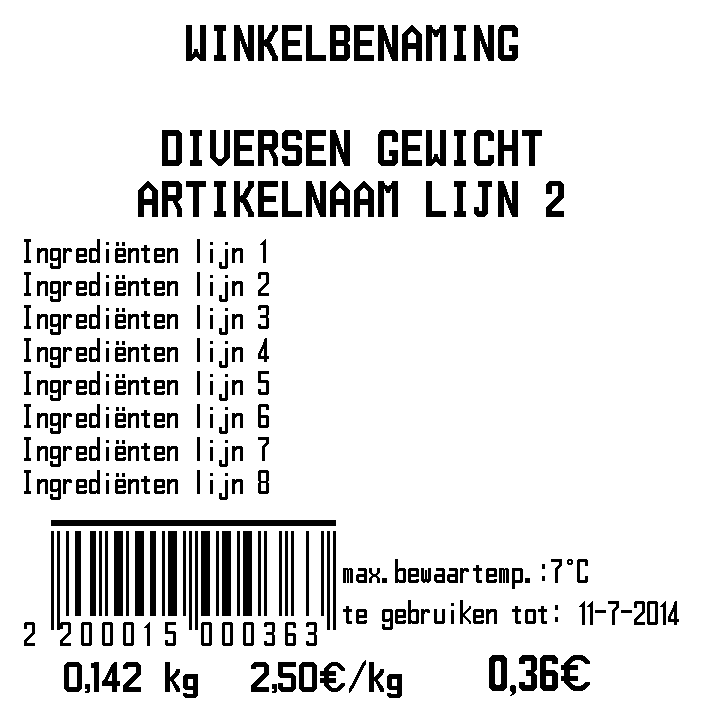 WINKELBENAMING
DIVERSEN GEWICHT
ARTIKELNAAM LIJN 2
Ingrediënten lijn 1
Ingrediënten lijn 2
Ingrediënten lijn 3
Ingrediënten lijn 4
Ingrediënten lijn 5
Ingrediënten lijn 6
Ingrediënten lijn 7
Ingrediënten lijn 8
max.bewaartemp.:7°C
te gebruiken tot: 11-7-2014
2 200015 000363
0,142 kg 2,50€/kg 0,36€